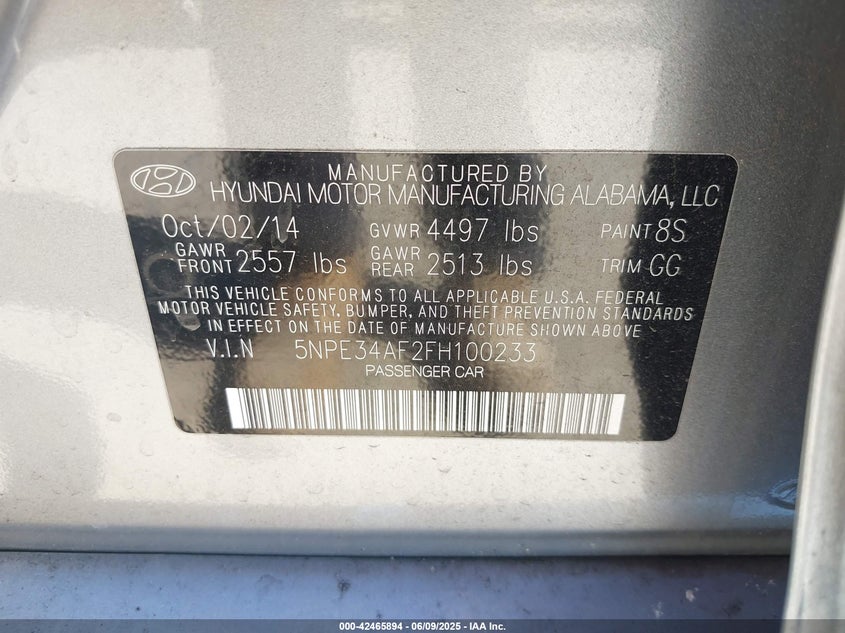 MANUFACTURED BY
HYUNDAI MOTOR MANUFACTURING ALABAMA, LLC
Oct/02/14 GVWR 4497 lbs PAINT 8S
GAWR FRONT 2557 lbs GAWR REAR 2513 lbs TRIM GG
THIS VEHICLE CONFORMS TO ALL APPLICABLE U.S.A. FEDERAL
MOTOR VEHICLE SAFETY, BUMPER, AND THEFT PREVENTION STANDARDS
IN EFFECT ON THE DATE OF MANUFACTURE SHOWN ABOVE
V.I.N 5NPE34AF2FH100233
PASSENGER CAR
000-42465894 - 06/09/2025 - IAA Inc.